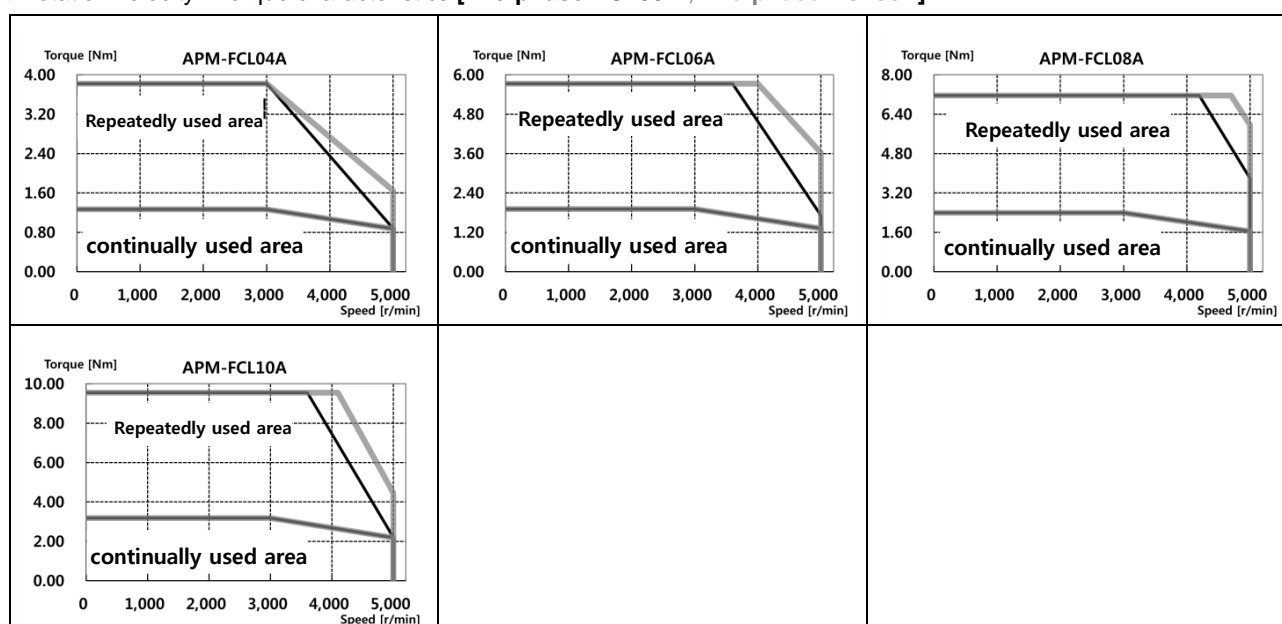 Torque [Nm] APM-FCL04A
4.00
3.20
2.40
1.60
0.80
0.00
Repeatedly used area
continually used area
0 1,000 2,000 3,000 4,000 5,000
Speed [r/min]
Torque [Nm] APM-FCL06A
6.00
4.80
3.60
2.40
1.20
0.00
Repeatedly used area
continually used area
0 1,000 2,000 3,000 4,000 5,000
Speed [r/min]
Torque [Nm] APM-FCL08A
8.00
6.40
4.80
3.20
1.60
0.00
Repeatedly used area
continually used area
0 1,000 2,000 3,000 4,000 5,000
Speed [r/min]
Torque [Nm] APM-FCL10A
10.00
8.00
6.00
4.00
2.00
0.00
Repeatedly used area
continually used area
0 1,000 2,000 3,000 4,000 5,000
Speed [r/min]